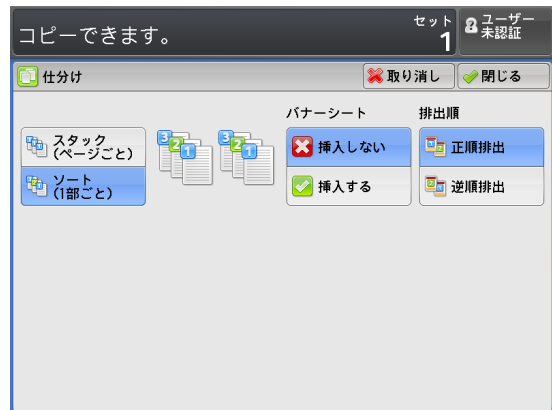 コピーできます。
セット
1
ユーザー
未認証
仕分け
取り消し
閉じる
バナーシート
排出順
スタック
(ページごと)
ソート
(1部ごと)
3
2
1
3
2
1
挿入しない
挿入する
正順排出
逆順排出